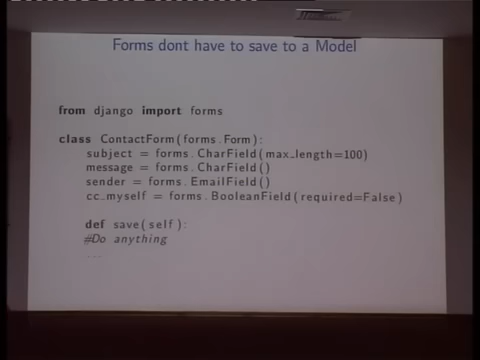 Forms dont have to save to a Model
from django import forms
class ContactForm(forms.Form):
subject = forms.CharField(max_length=100)
message = forms.CharField()
sender = forms.EmailField()
cc_myself = forms.BooleanField(required=False)
def save(self):
#Do anything
...